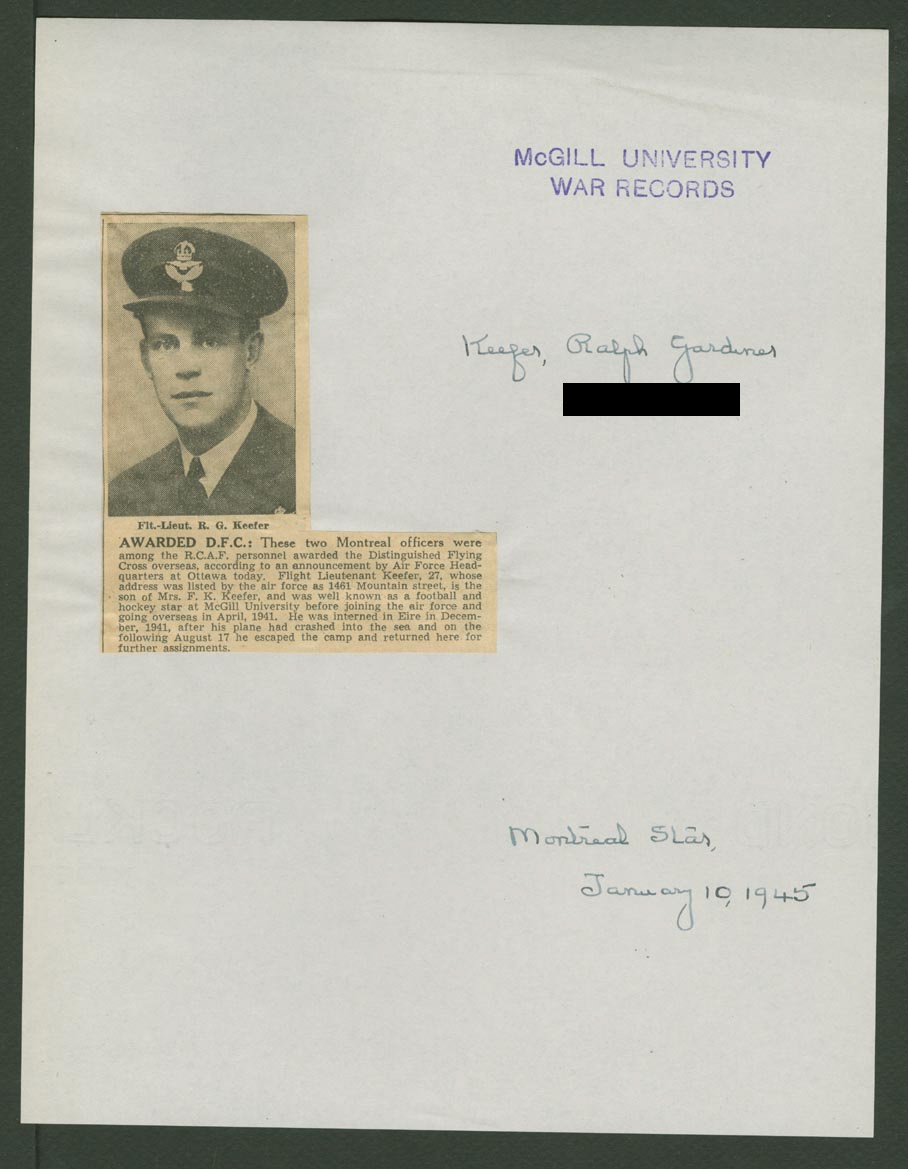 McGILL UNIVERSITY
WAR RECORDS
Keefer, Ralph Gardiner
Flt.-Lieut. R. G. Keefer
AWARDED D.F.C.: These two Montreal officers were
among the R.C.A.F. personnel awarded the Distinguished Flying
Cross overseas, according to an announcement by Air Force Head-
quarters at Ottawa today. Flight Lieutenant Keefer, 27, whose
address was listed by the air force as 1461 Mountain street, is the
son of Mrs. F. K. Keefer, and was well known as a football and
hockey star at McGill University before joining the air force and
going overseas in April, 1941. He was interned in Eire in Decem-
ber, 1941, after his plane had crashed into the sea and on the
following August 17 he escaped the camp and returned here for
further assignments.
Montreal Star,
January 10, 1945